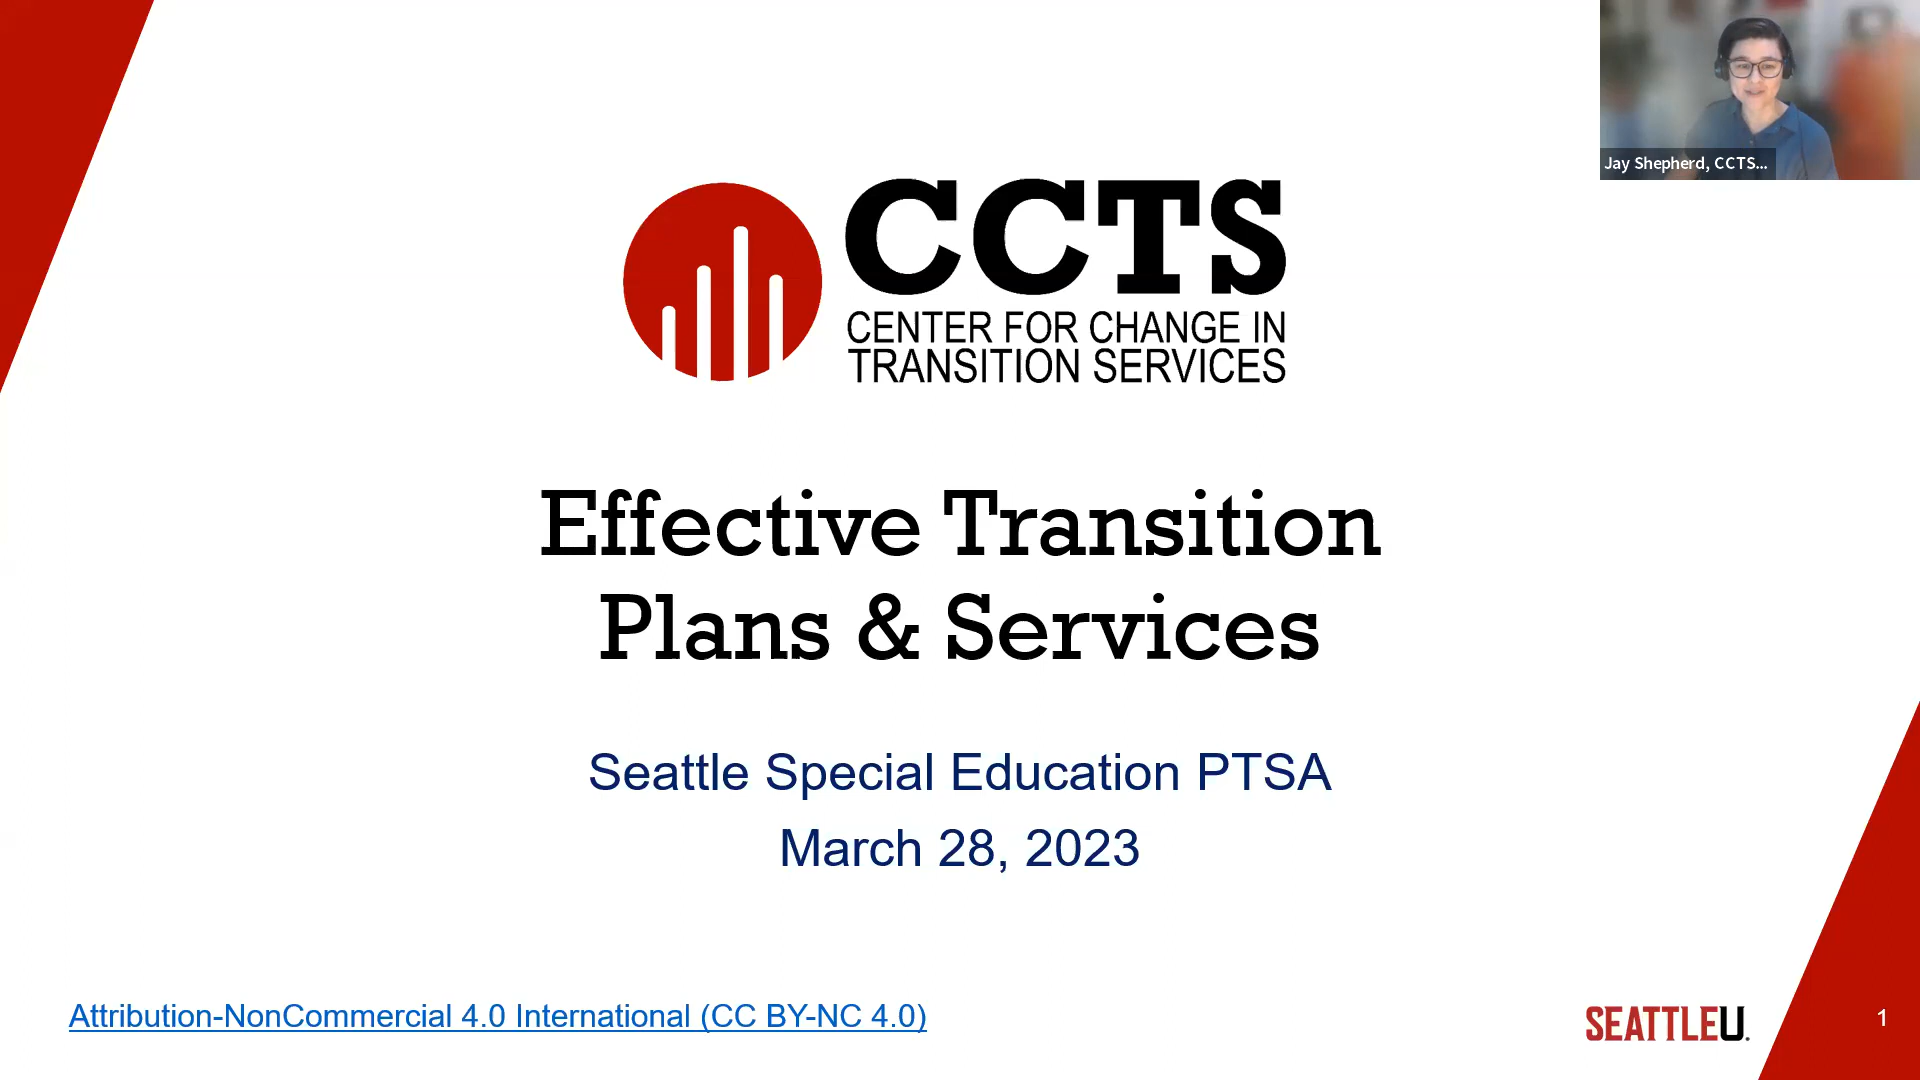 Jay Shepherd, CCTS...
CCTS
CENTER FOR CHANGE IN
TRANSITION SERVICES
Effective Transition
Plans & Services
Seattle Special Education PTSA
March 28, 2023
Attribution-NonCommercial 4.0 International (CC BY-NC 4.0)
SEATTLEU.
1